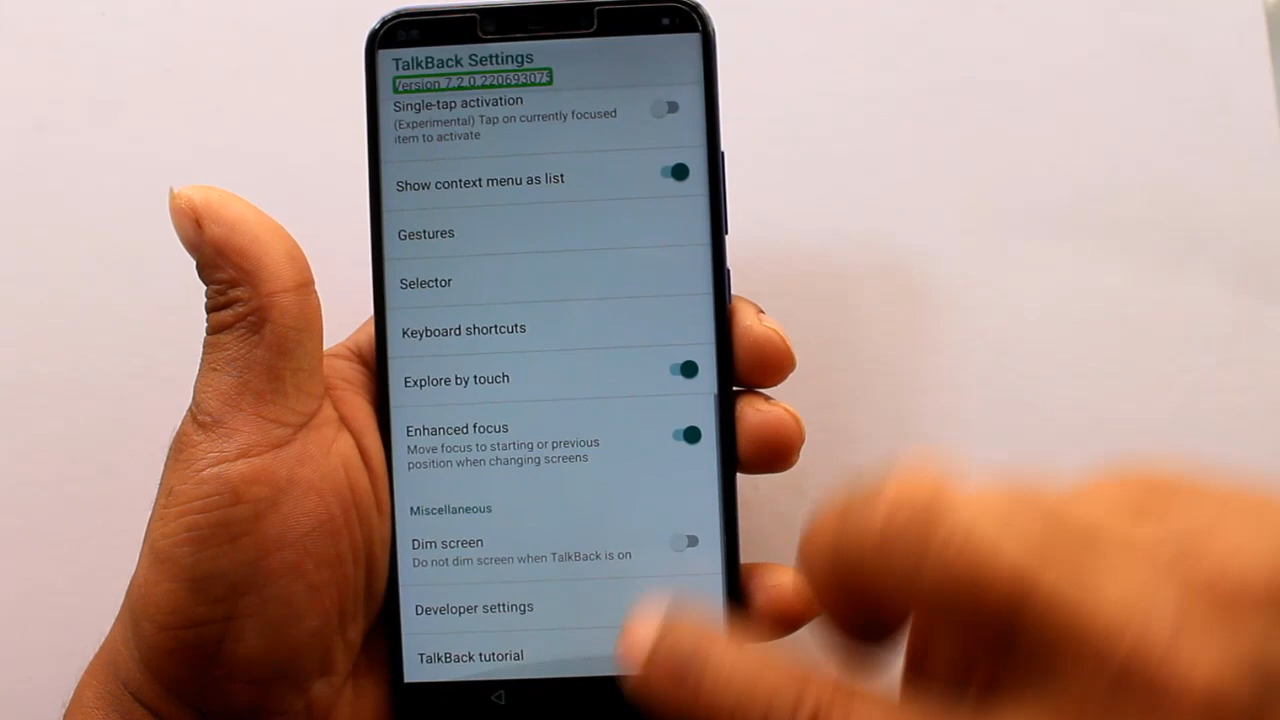 TalkBack Settings
Version 7.2.0.220693075
Single-tap activation
(Experimental) Tap on currently focused
item to activate
Show context menu as list
Gestures
Selector
Keyboard shortcuts
Explore by touch
Enhanced focus
Move focus to starting or previous
position when changing screens
Miscellaneous
Dim screen
Do not dim screen when TalkBack is on
Developer settings
TalkBack tutorial